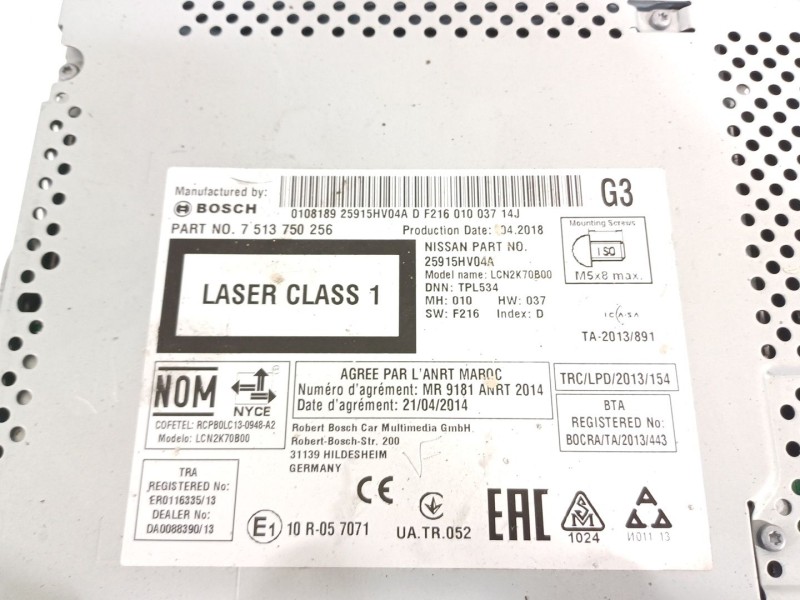 Manufactured by:
BOSCH
0108189 25915HV04A D F216 010 037 14J
G3
PART NO. 7 513 750 256
Production Date: 04.2018
NISSAN PART NO.
25915HV04A
Model name: LCN2K70B00
DNN: TPL534
MH: 010 HW: 037
SW: F216 Index: D
Mounting Screws
ISO
M5x8 max.
ICASA
TA-2013/891
LASER CLASS 1
NOM
NYCE
COFETEL: RCPBOLC13-0948-A2
Modelo: LCN2K70B00
AGREE PAR L'ANRT MAROC
Numéro d'agrément: MR 9181 ANRT 2014
Date d'agrément: 21/04/2014
TRC/LPD/2013/154
BTA
REGISTERED No:
BOCRA/TA/2013/443
Robert Bosch Car Multimedia GmbH.
Robert-Bosch-Str. 200
31139 HILDESHEIM
GERMANY
TRA
REGISTERED No:
ER0116335/13
DEALER No:
DA0088390/13
E1 10 R-05 7071
CE
UA.TR.052
EAC
SM
1024
AAA
И011 13
VF